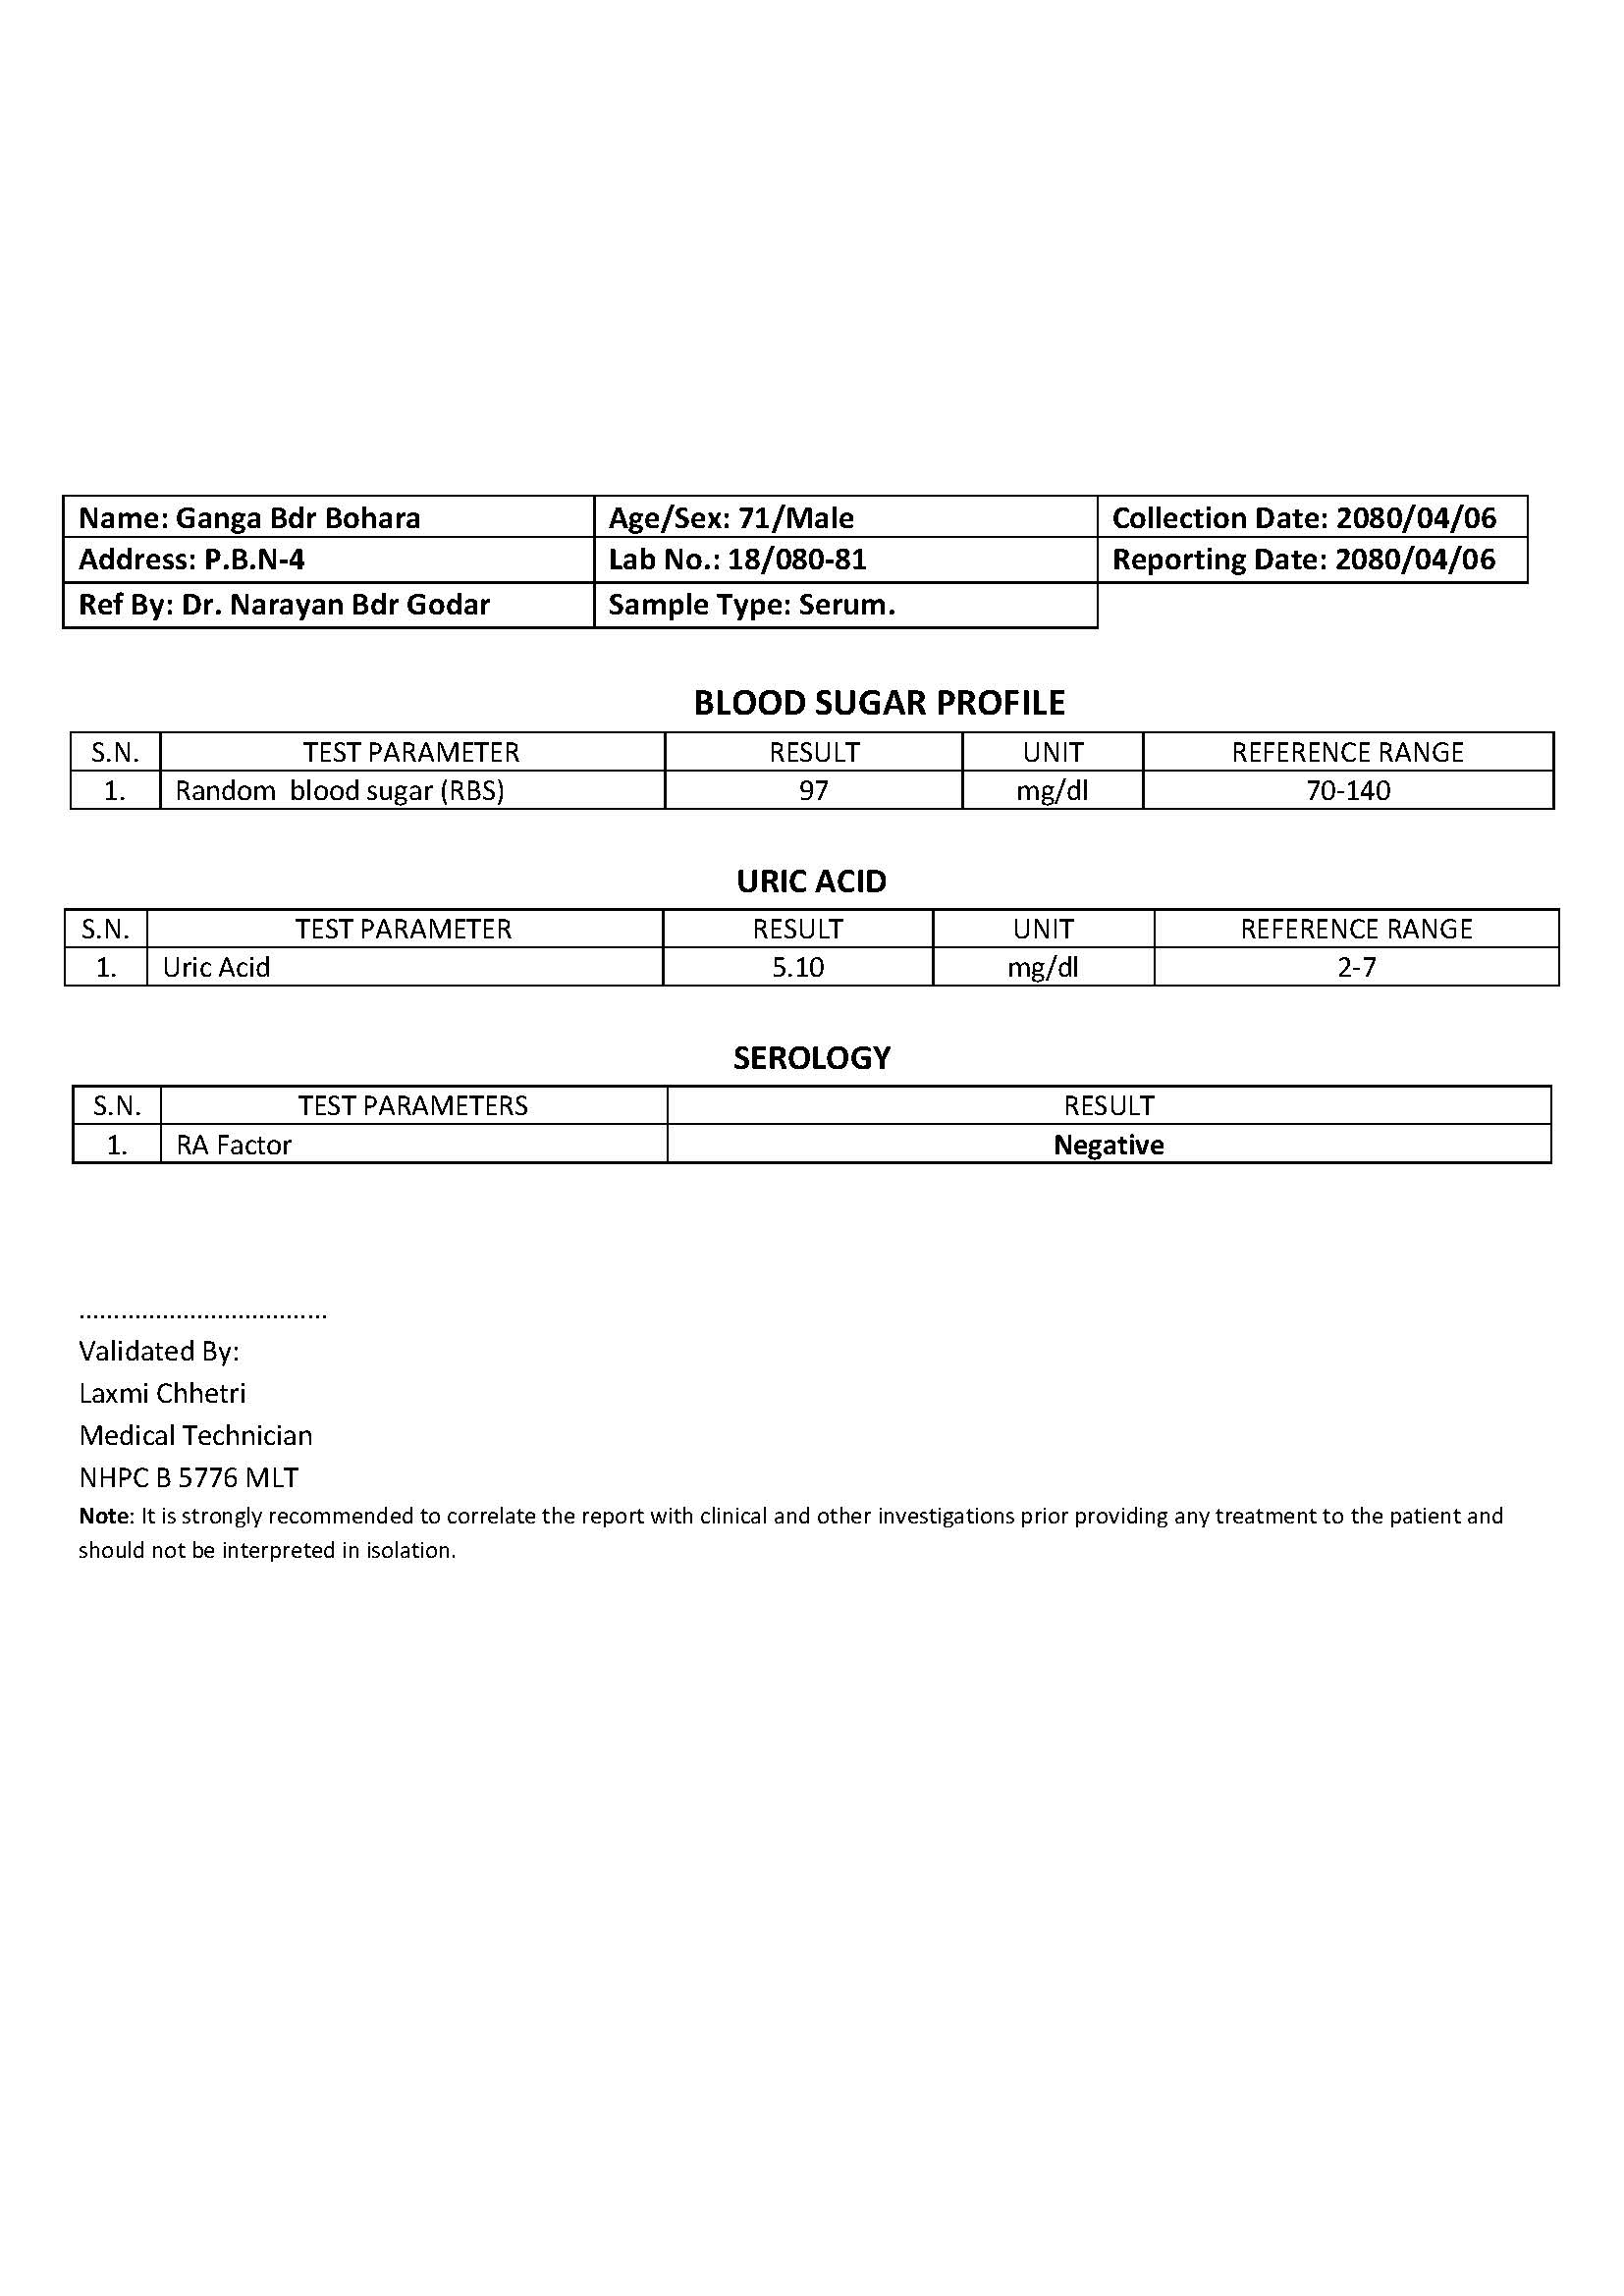 Name: Ganga Bdr Bohara Age/Sex: 71/Male Collection Date: 2080/04/06
Address: P.B.N-4 Lab No.: 18/080-81 Reporting Date: 2080/04/06
Ref By: Dr. Narayan Bdr Godar Sample Type: Serum.
BLOOD SUGAR PROFILE
S.N. TEST PARAMETER RESULT UNIT REFERENCE RANGE
1. Random blood sugar (RBS) 97 mg/dl 70-140
URIC ACID
S.N. TEST PARAMETER RESULT UNIT REFERENCE RANGE
1. Uric Acid 5.10 mg/dl 2-7
SEROLOGY
S.N. TEST PARAMETERS RESULT
1. RA Factor Negative
....................................
Validated By:
Laxmi Chhetri
Medical Technician
NHPC B 5776 MLT
Note: It is strongly recommended to correlate the report with clinical and other investigations prior providing any treatment to the patient and
should not be interpreted in isolation.